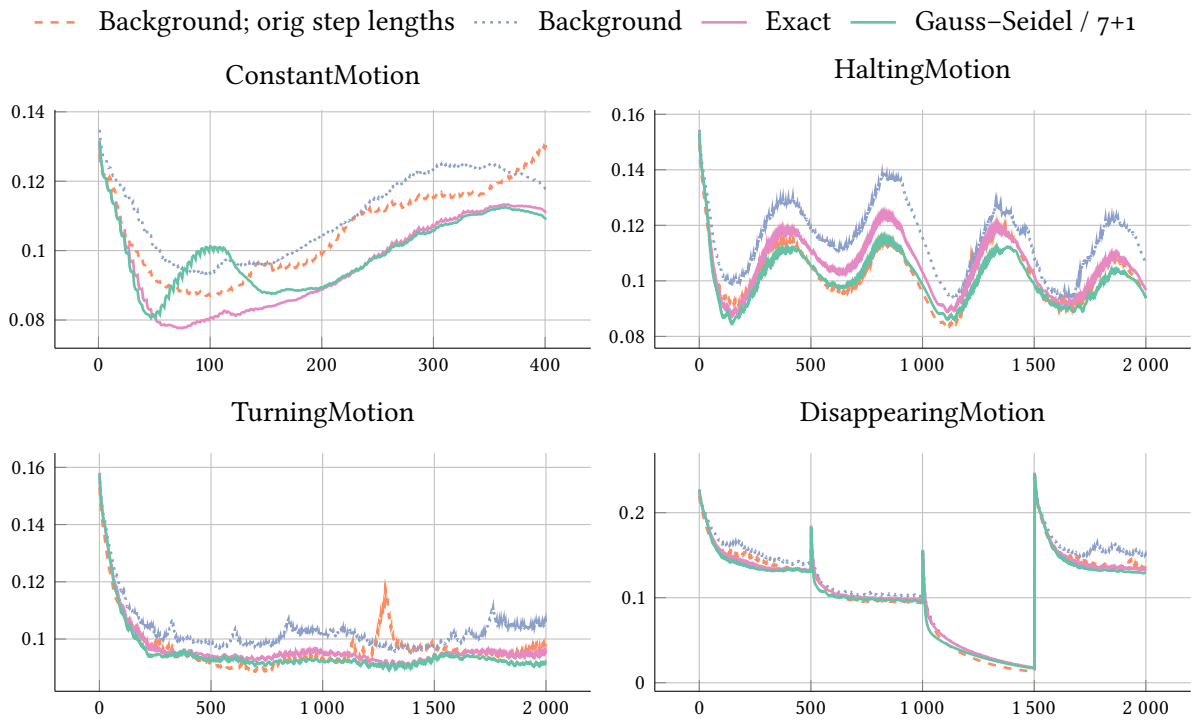 Background; orig step lengths Background Exact Gauss–Seidel / 7+1
ConstantMotion
0.14
0.12
0.1
0.08
0 100 200 300 400
HaltingMotion
0.16
0.14
0.12
0.1
0.08
0 500 1 000 1 500 2 000
TurningMotion
0.16
0.14
0.12
0.1
0 500 1 000 1 500 2 000
DisappearingMotion
0.2
0.1
0
0 500 1 000 1 500 2 000